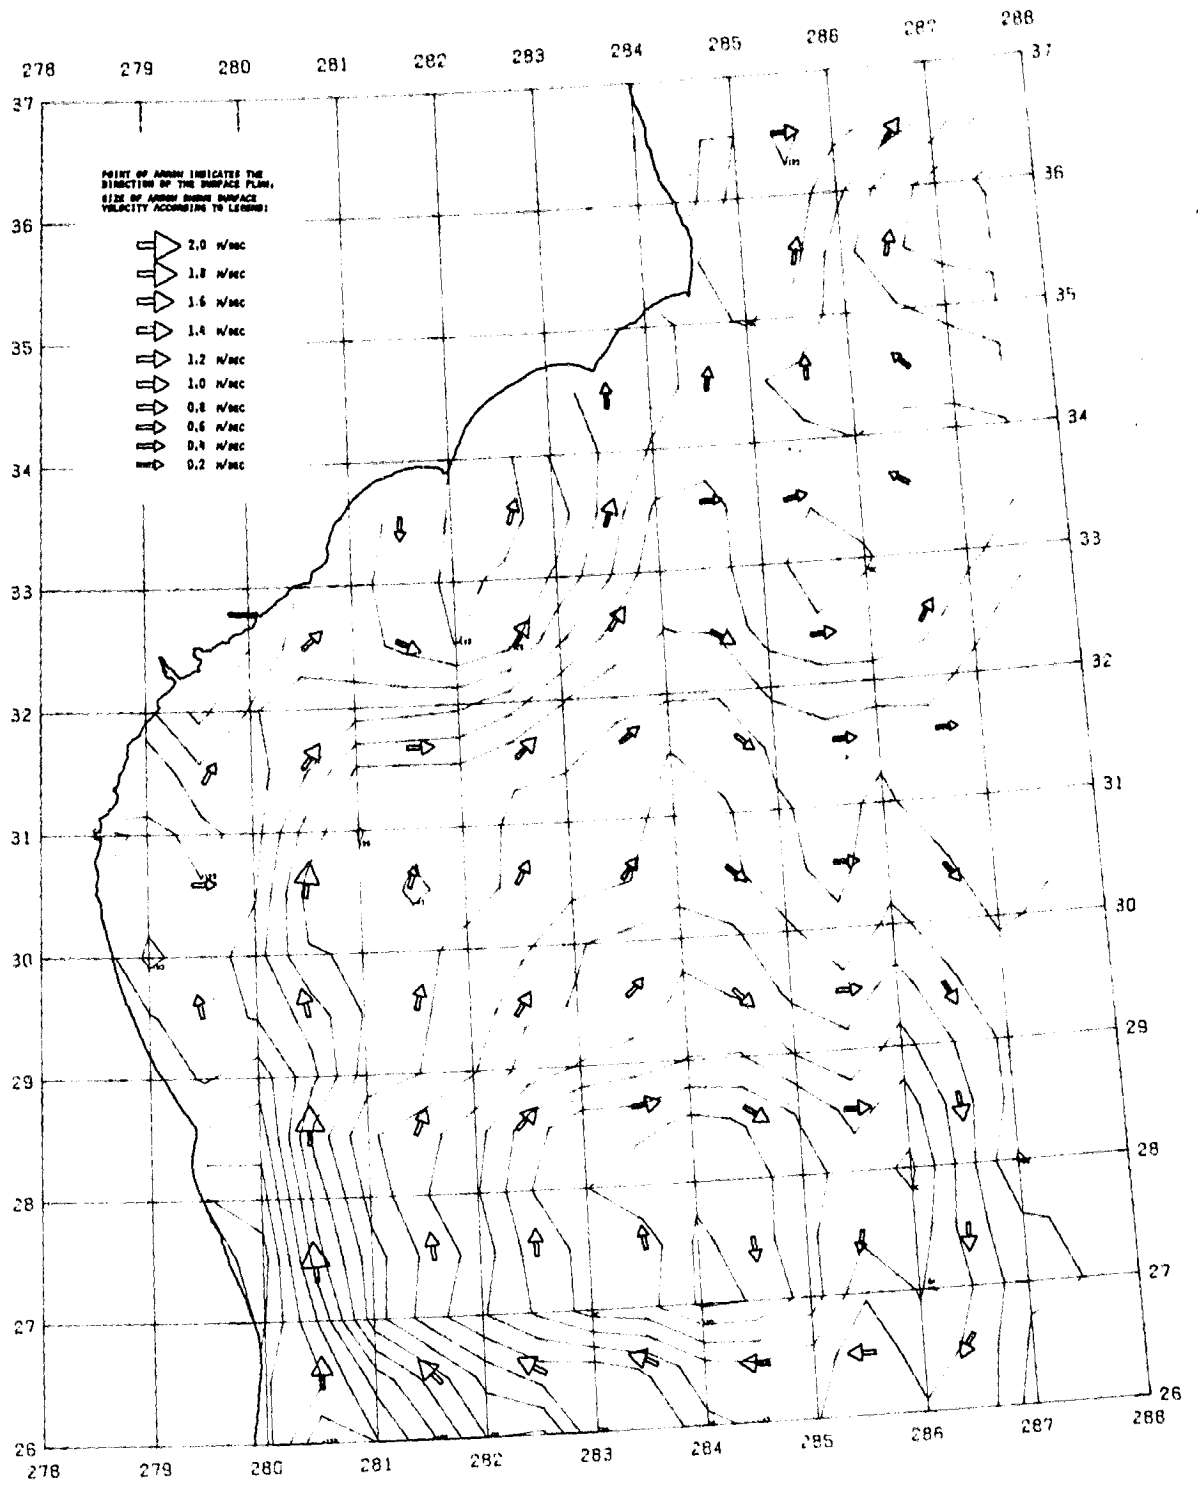 278 279 280 281 282 283 284 285 286 287 288
37
37
POINT OF ARROW INDICATES THE
DIRECTION OF THE SURFACE FLOW,
SIZE OF ARROW SHOWS SURFACE
VELOCITY ACCORDING TO LEGEND:
36
36
2.0 M/SEC
1.8 M/SEC
1.6 M/SEC
1.4 M/SEC
1.2 M/SEC
1.0 M/SEC
0.8 M/SEC
0.6 M/SEC
0.4 M/SEC
0.2 M/SEC
35
35
34
34
33
33
32
32
31
31
30
30
29
29
28
28
27
27
26
26
278 279 280 281 282 283 284 285 286 287 288